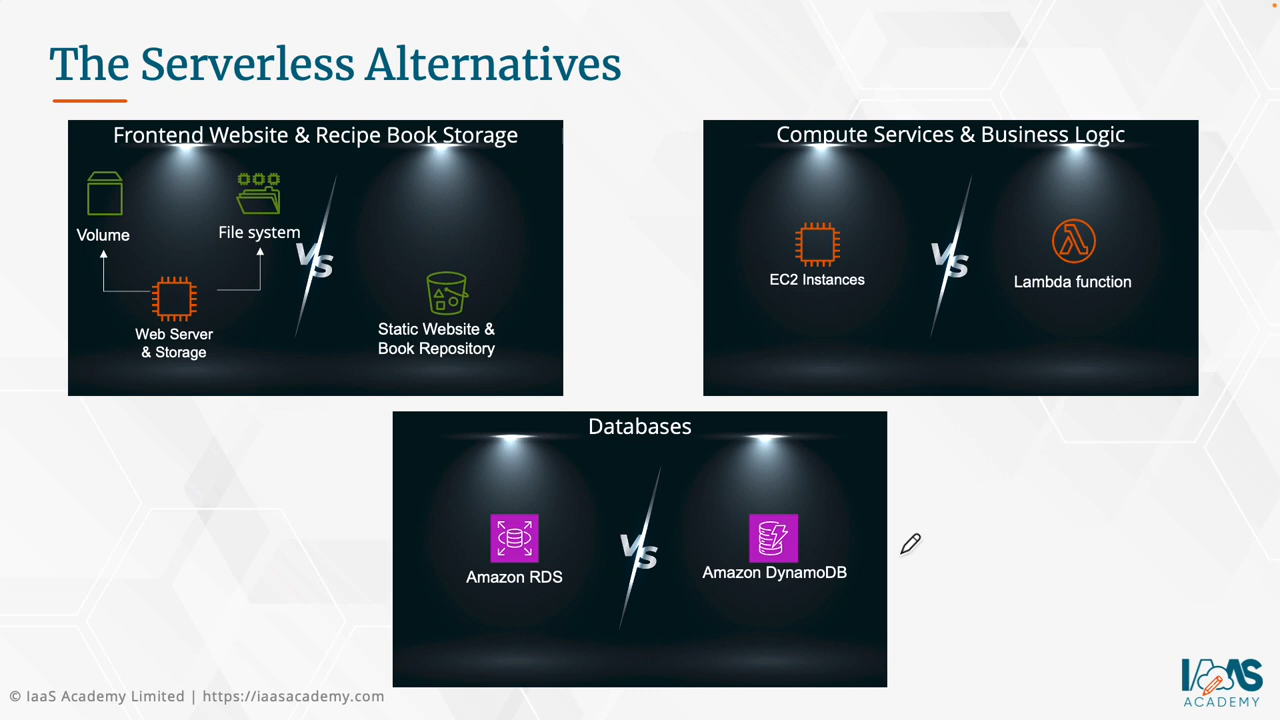 The Serverless Alternatives
Frontend Website & Recipe Book Storage
Volume
File system
VS
Web Server
& Storage
Static Website &
Book Repository
Compute Services & Business Logic
EC2 Instances
VS
Lambda function
Databases
Amazon RDS
VS
Amazon DynamoDB
© IaaS Academy Limited | https://iaasacademy.com
IAAS
ACADEMY